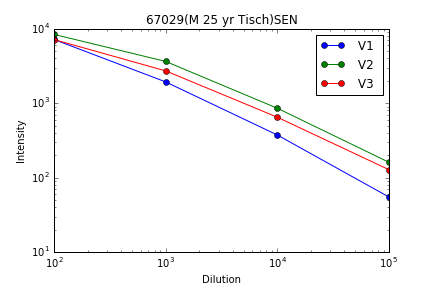 67029(M 25 yr Tisch)SEN
10^4
10^3
10^2
10^1
Intensity
V1
V2
V3
10^2 10^3 10^4 10^5
Dilution